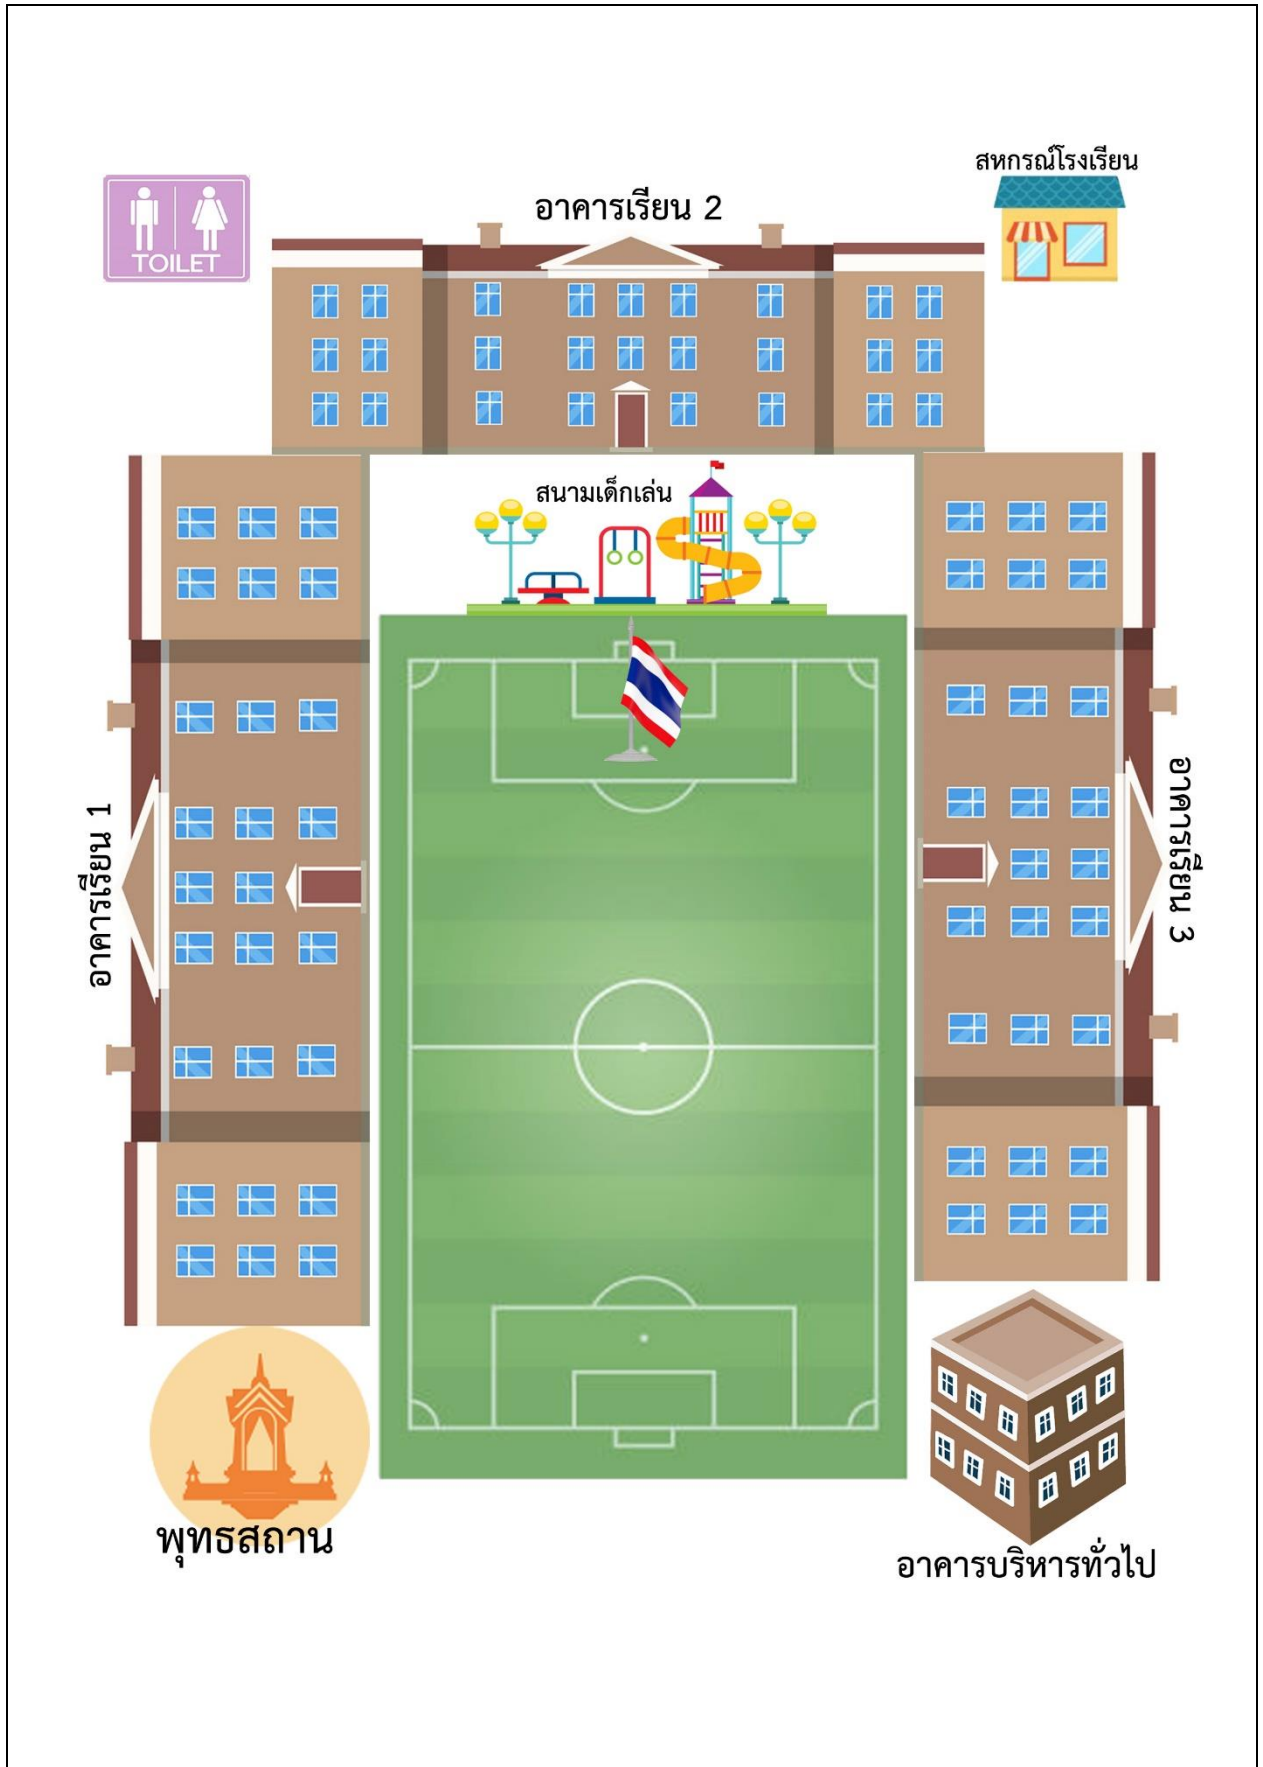 สหกรณ์โรงเรียน
TOILET
อาคารเรียน 2
สนามเด็กเล่น
อาคารเรียน 1
อาคารเรียน 3
พุทธสถาน
อาคารบริหารทั่วไป